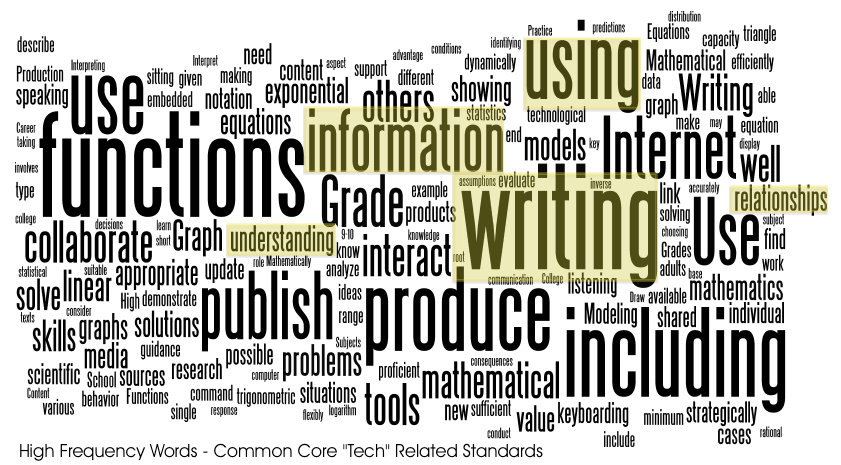 describe
need
Practice
predictions
distribution
Equations
capacity
triangle
identifying
using
Interpret
content
aspect
advantage
conditions
dynamically
Mathematical
efficiently
Production
Interpreting
sitting
given
making
support
different
data
speaking
use
embedded
notation
exponential
others
showing
graph
Writing
able
Career
taking
equations
information
statistics
end
technological
models
key
Internet
make
may
equation
display
well
functions
involves
type
Grade
example
products
assumptions
evaluate
inverse
writing
link
accurately
relationships
solving
choosing
Use
subject
find
college
decisions
learn
short
collaborate
Graph
understanding
9-10
know
knowledge
interact
root
Grades
adults
base
work
statistical
suitable
role
Mathematically
analyze
appropriate
update
communication
College
listening
Draw
available
mathematics
solve
linear
High
demonstrate
publish
ideas
produce
texts
consider
skills
graphs
solutions
range
Modeling
shared
individual
Subjects
including
media
guidance
possible
problems
scientific
School
sources
research
computer
proficient
consequences
mathematical
Content
various
behavior
Functions
command
trigonometric
situations
single
response
flexibly
logarithm
tools
new
sufficient
value
keyboarding
minimum
strategically
conduct
include
cases
rational
High Frequency Words - Common Core "Tech" Related Standards